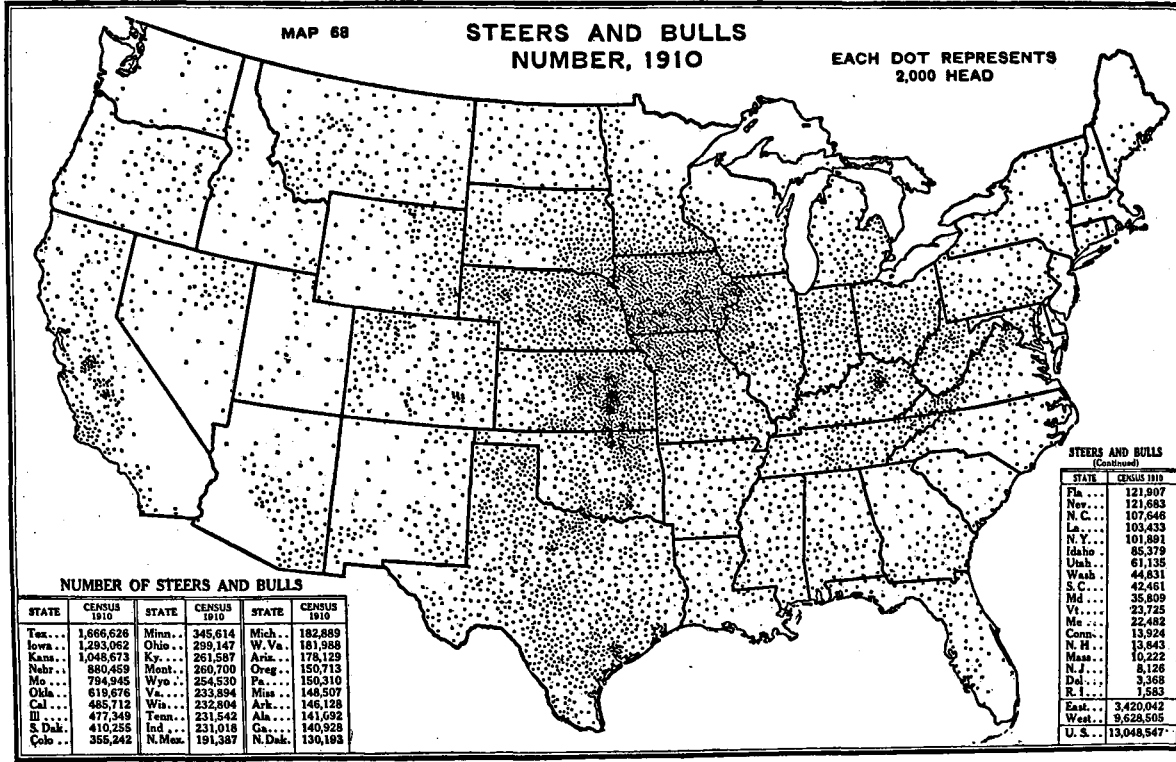 MAP 68
STEERS AND BULLS
NUMBER, 1910
EACH DOT REPRESENTS
2,000 HEAD
NUMBER OF STEERS AND BULLS
STATE CENSUS 1910 STATE CENSUS 1910 STATE CENSUS 1910
Tex... 1,666,626 Minn.. 345,614 Mich.. 182,889
Iowa.. 1,293,062 Ohio.. 299,147 W.Va. 181,988
Kans.. 1,048,673 Ky.... 261,587 Ariz.. 178,129
Nebr.. 880,459 Mont.. 260,700 Oreg.. 150,713
Mo... 794,945 Wyo.. 254,530 Pa.... 150,310
Okla.. 619,676 Va.... 233,894 Miss.. 148,507
Cal... 485,712 Wis... 232,804 Ark... 146,128
Ill.... 477,349 Tenn.. 231,542 Ala... 141,692
S. Dak. 410,255 Ind... 231,018 Ga.... 140,928
Colo.. 355,242 N. Mex. 191,387 N. Dak. 130,193
STEERS AND BULLS
(Continued)
STATE CENSUS 1910
Fla... 121,907
Nev... 121,683
N. C... 107,646
La.... 103,433
N. Y... 101,891
Idaho 85,379
Utah.. 61,135
Wash 44,831
S. C... 42,461
Md... 35,809
Vt.... 23,725
Me... 22,482
Conn.. 13,924
N. H 13,843
Mass.. 10,222
N. J... 8,126
Del... 3,368
R. I... 1,583
East.. 3,420,042
West.. 9,628,505
U. S... 13,048,547